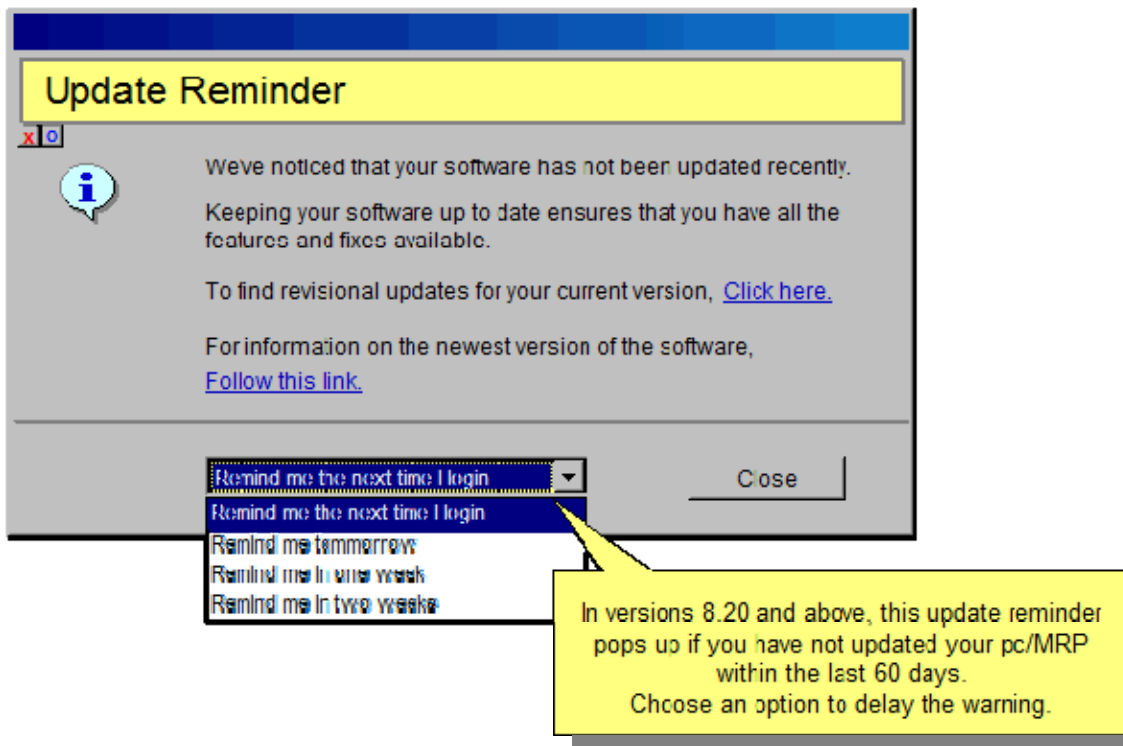 Update Reminder
x o
i
We've noticed that your software has not been updated recently.
Keeping your software up to date ensures that you have all the
features and fixes available.
To find revisional updates for your current version, Click here.
For information on the newest version of the software,
Follow this link.
Remind me the next time I login
Close
Remind me the next time I login
Remind me tommorrow
Remind me in one week
Remind me in two weeks
In versions 8.20 and above, this update reminder
pops up if you have not updated your pc/MRP
within the last 60 days.
Choose an option to delay the warning.